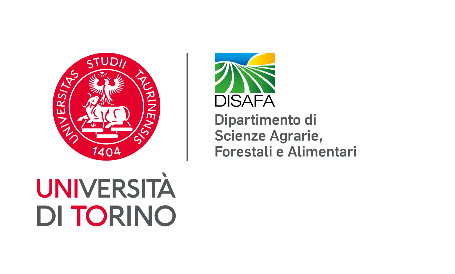 UNIVERSITAS STUDII TAURINENSIS
1404
UNIVERSITÀ
DI TORINO
DISAFA
Dipartimento di
Scienze Agrarie,
Forestali e Alimentari